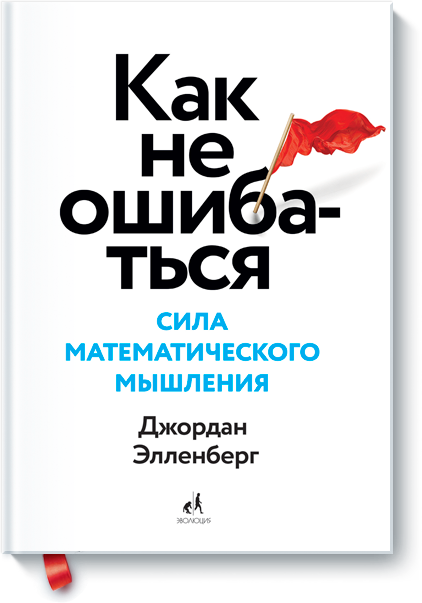 Как
не
ошиба-
ться
СИЛА
МАТЕМАТИЧЕСКОГО
МЫШЛЕНИЯ
Джордан
Элленберг
ЭВОЛЮЦИЯ